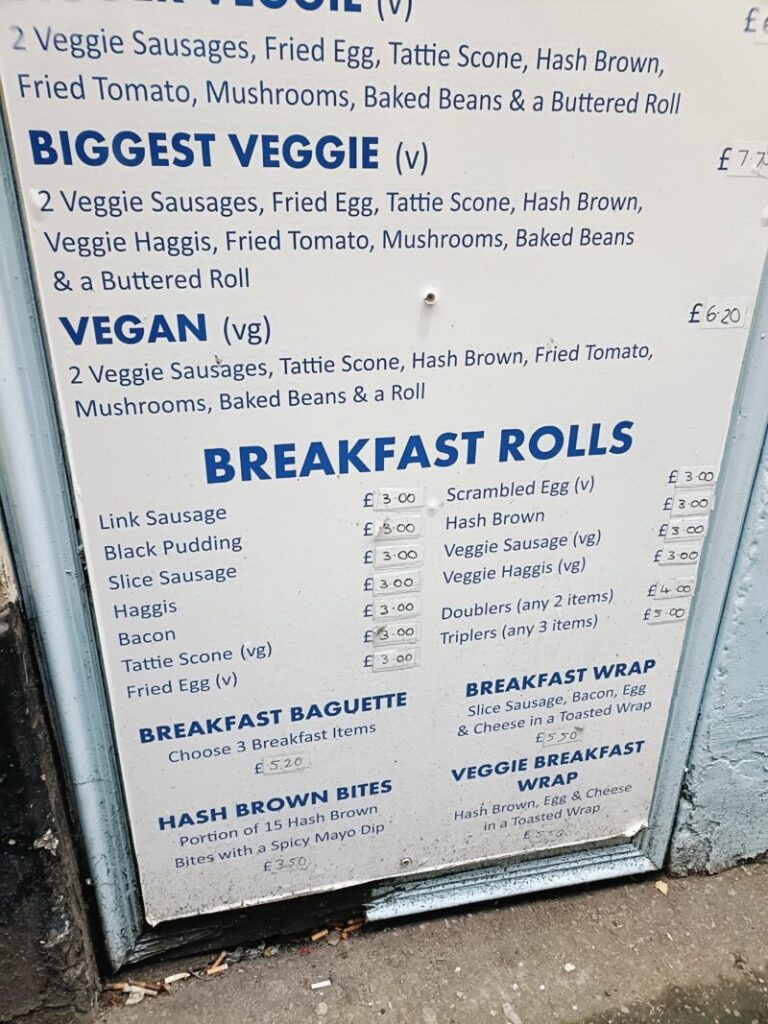 BIGGER VEGGIE (v)
2 Veggie Sausages, Fried Egg, Tattie Scone, Hash Brown,
Fried Tomato, Mushrooms, Baked Beans & a Buttered Roll
BIGGEST VEGGIE (v) £7.7
2 Veggie Sausages, Fried Egg, Tattie Scone, Hash Brown,
Veggie Haggis, Fried Tomato, Mushrooms, Baked Beans
& a Buttered Roll
VEGAN (vg) £6.20
2 Veggie Sausages, Tattie Scone, Hash Brown, Fried Tomato,
Mushrooms, Baked Beans & a Roll
BREAKFAST ROLLS
Link Sausage £3.00
Black Pudding £3.00
Slice Sausage £3.00
Haggis £3.00
Bacon £3.00
Tattie Scone (vg) £3.00
Fried Egg (v) £3.00
Scrambled Egg (v) £3.00
Hash Brown £3.00
Veggie Sausage (vg) £3.00
Veggie Haggis (vg) £3.00
Doublers (any 2 items) £4.00
Triplers (any 3 items) £5.00
BREAKFAST BAGUETTE
Choose 3 Breakfast Items
£5.20
HASH BROWN BITES
Portion of 15 Hash Brown
Bites with a Spicy Mayo Dip
£3.50
BREAKFAST WRAP
Slice Sausage, Bacon, Egg
& Cheese in a Toasted Wrap
£5.50
VEGGIE BREAKFAST
WRAP
Hash Brown, Egg & Cheese
in a Toasted Wrap
£5.50